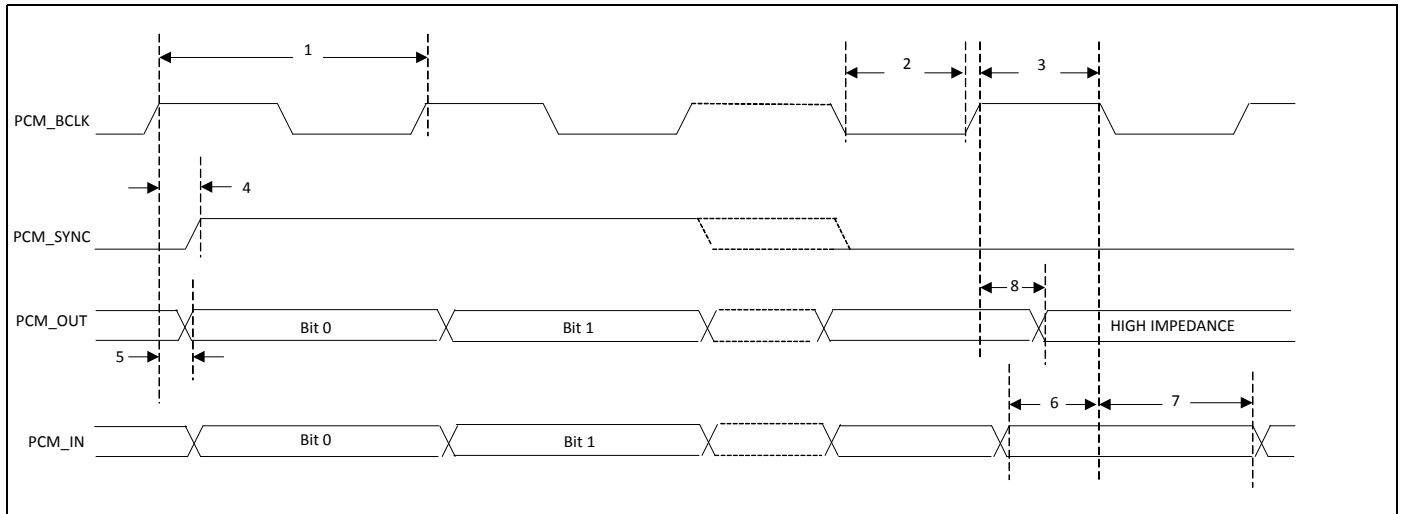 1
2
3
PCM_BCLK
4
PCM_SYNC
8
PCM_OUT
Bit 0
Bit 1
HIGH IMPEDANCE
5
6
7
PCM_IN
Bit 0
Bit 1